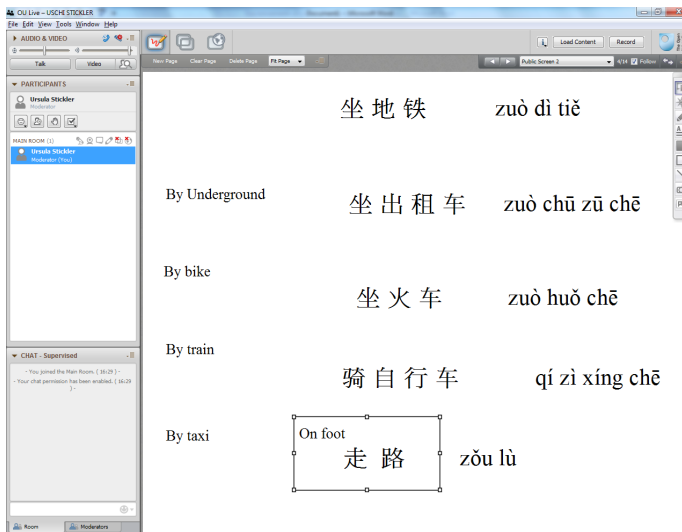 OU Live – USCHI STICKLER
File Edit View Tools Window Help
AUDIO & VIDEO
Talk Video
PARTICIPANTS
Ursula Stickler
Moderator
MAIN ROOM (1)
Ursula Stickler
Moderator (You)
CHAT - Supervised
- You joined the Main Room. ( 16:29 ) -
- Your chat permission has been enabled. ( 16:29 ) -
Room Moderators
Load Content Record
New Page Clear Page Delete Page Fit Page Public Screen 2 4/14 Follow
坐地铁 zuò dì tiě
By Underground
坐出租车 zuò chū zū chē
By bike
坐火车 zuò huǒ chē
By train
骑自行车 qí zì xíng chē
By taxi
On foot
走路 zǒu lù